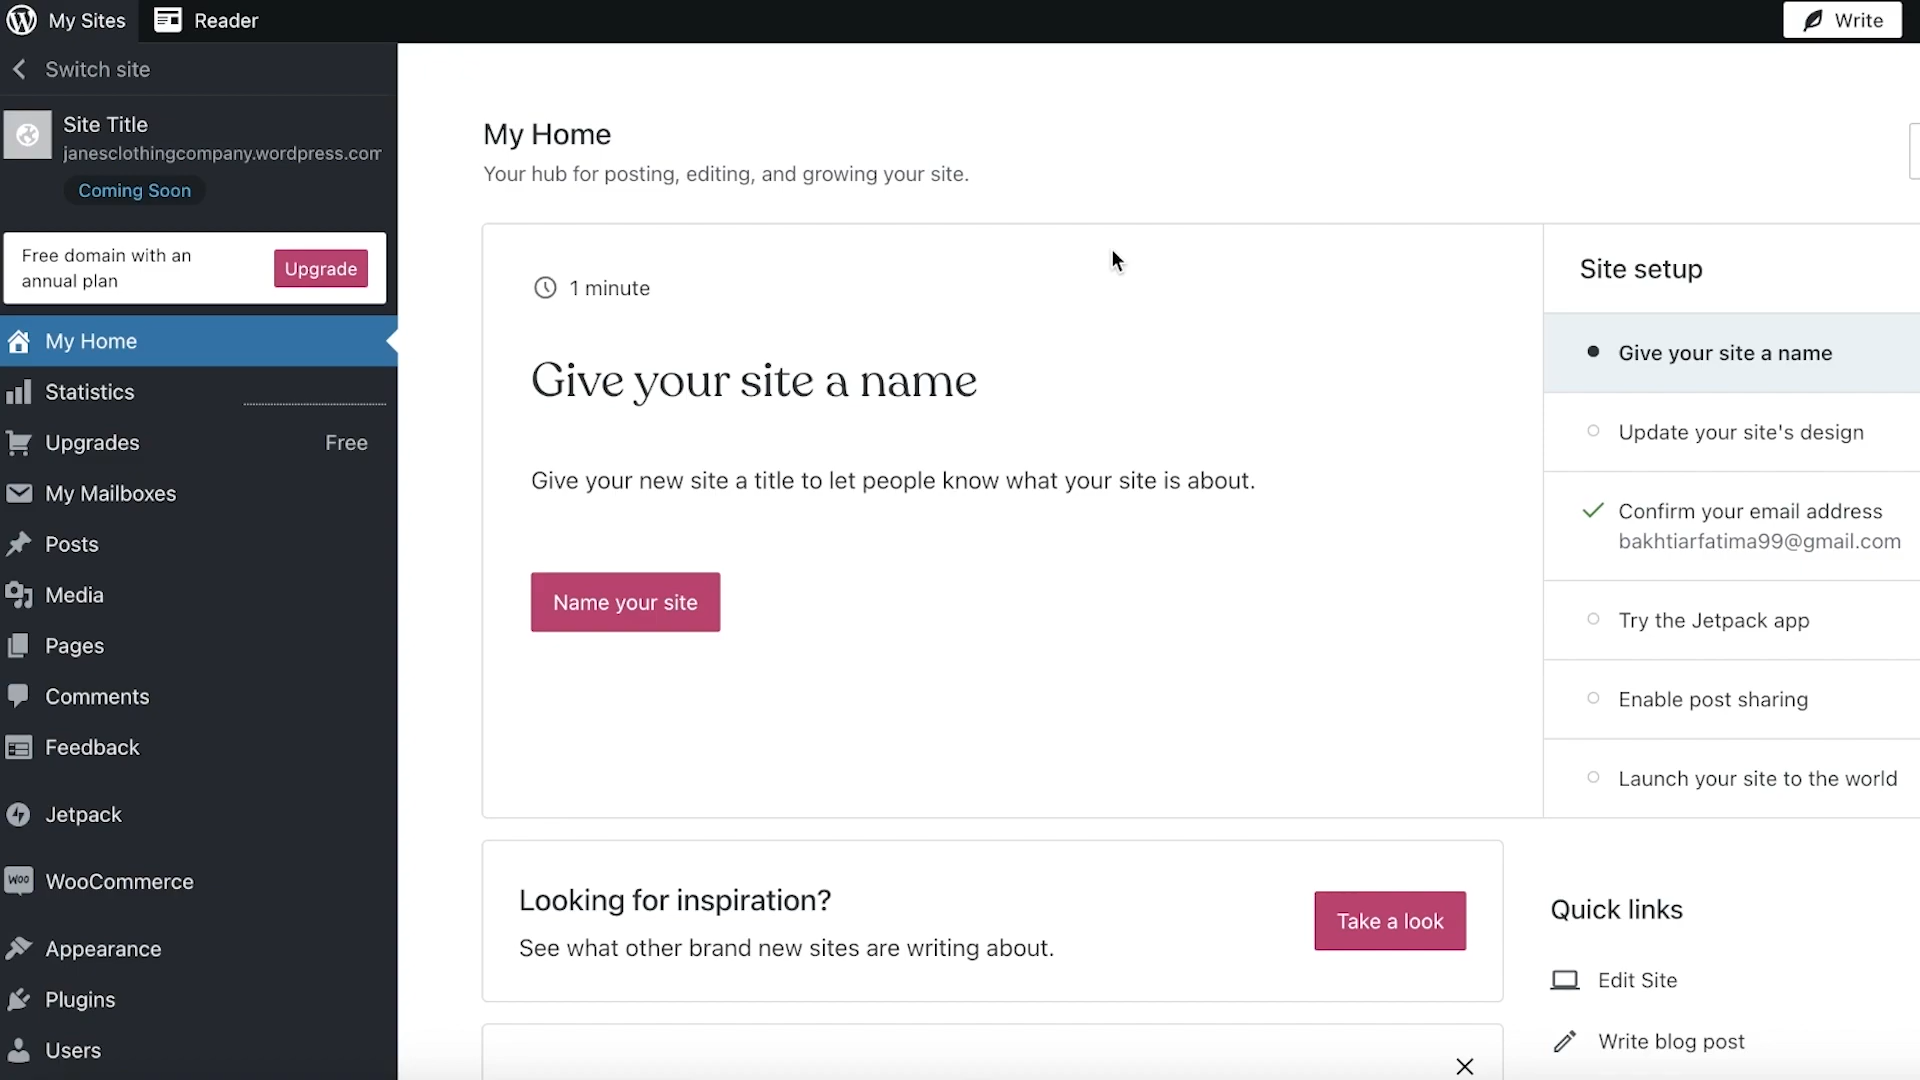 My Sites
Reader
Write
Switch site
Site Title
janesclothingcompany.wordpress.com
Coming Soon
Free domain with an
annual plan
Upgrade
My Home
Statistics
Upgrades
Free
My Mailboxes
Posts
Media
Pages
Comments
Feedback
Jetpack
WOO
WooCommerce
Appearance
Plugins
Users
My Home
Your hub for posting, editing, and growing your site.
1 minute
Give your site a name
Give your new site a title to let people know what your site is about.
Name your site
Site setup
Give your site a name
Update your site's design
Confirm your email address
bakhtiarfatima99@gmail.com
Try the Jetpack app
Enable post sharing
Launch your site to the world
Looking for inspiration?
See what other brand new sites are writing about.
Take a look
Quick links
Edit Site
Write blog post